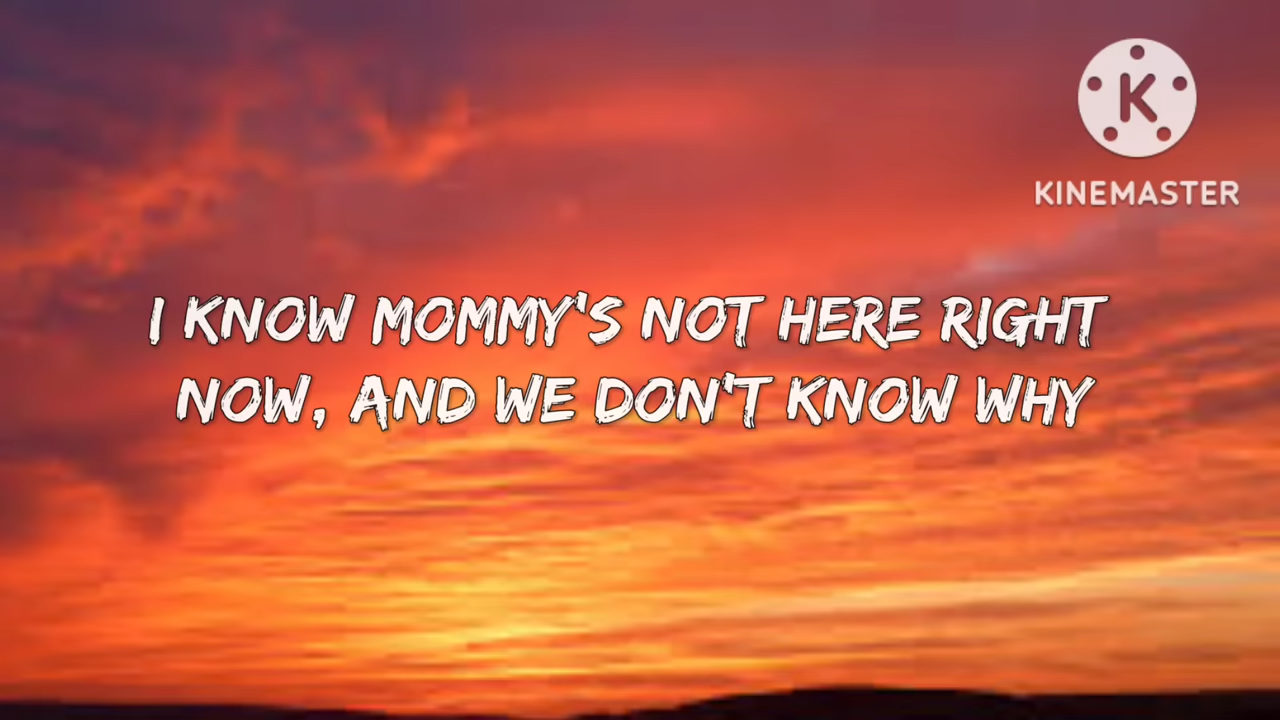 K
KINEMASTER
I KNOW MOMMY'S NOT HERE RIGHT
NOW, AND WE DON'T KNOW WHY